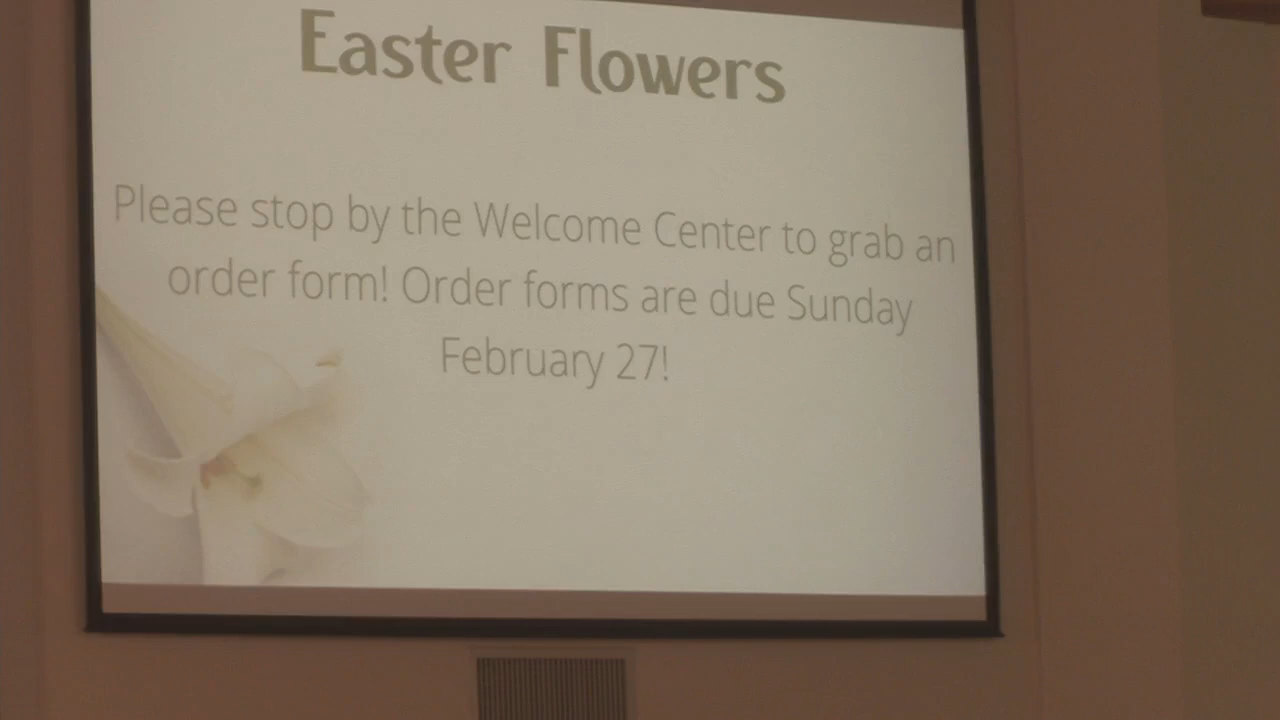 Easter Flowers
Please stop by the Welcome Center to grab an
order form! Order forms are due Sunday
February 27!